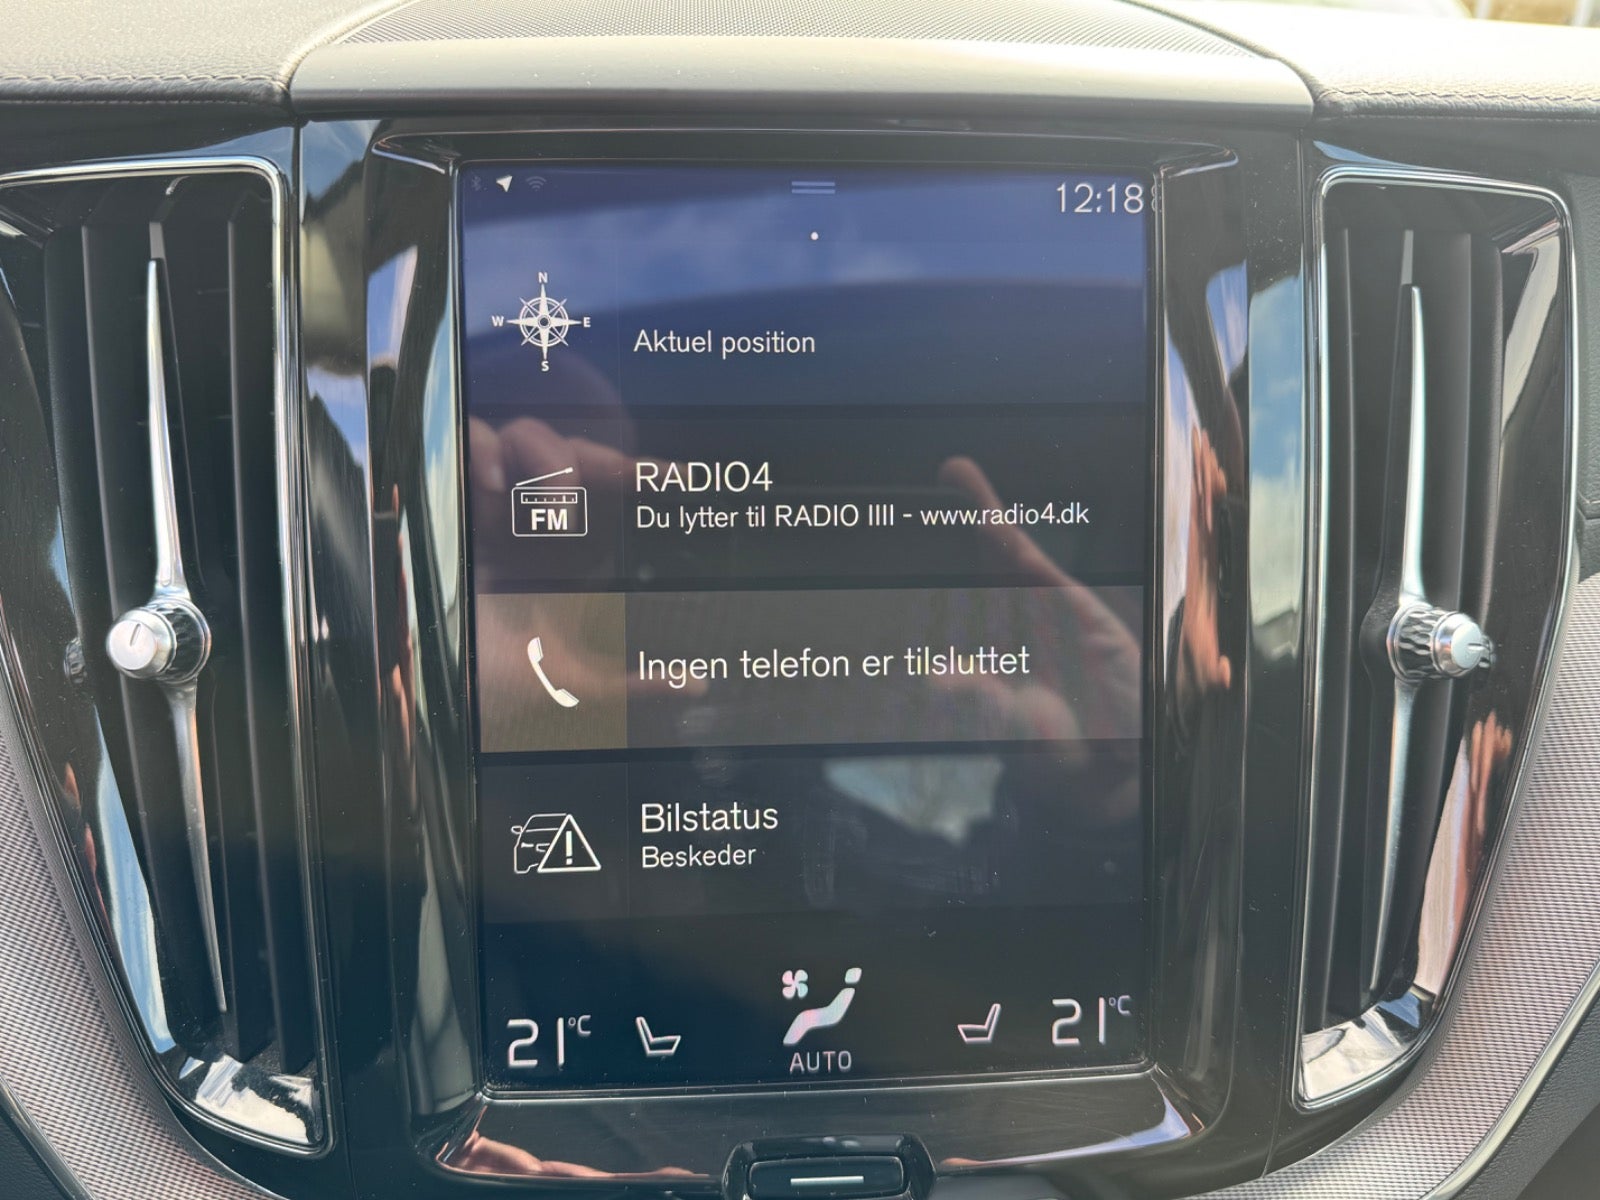 12:18
N
W E
S
Aktuel position
RADIO4
FM
Du lytter til RADIO IIII - www.radio4.dk
Ingen telefon er tilsluttet
Bilstatus
Beskeder
21°C 21°C
AUTO